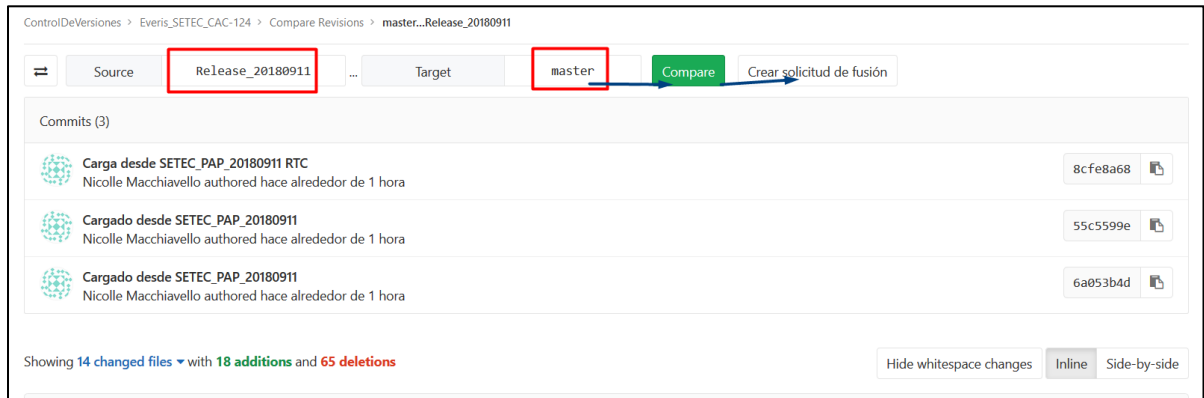 ControlDeVersiones > Everis_SETEC_CAC-124 > Compare Revisions > master...Release_20180911
Source Release_20180911 ... Target master Compare Crear solicitud de fusión
Commits (3)
Carga desde SETEC_PAP_20180911 RTC
Nicolle Macchiavello authored hace alrededor de 1 hora
8cfe8a68
Cargado desde SETEC_PAP_20180911
Nicolle Macchiavello authored hace alrededor de 1 hora
55c5599e
Cargado desde SETEC_PAP_20180911
Nicolle Macchiavello authored hace alrededor de 1 hora
6a053b4d
Showing 14 changed files with 18 additions and 65 deletions
Hide whitespace changes Inline Side-by-side